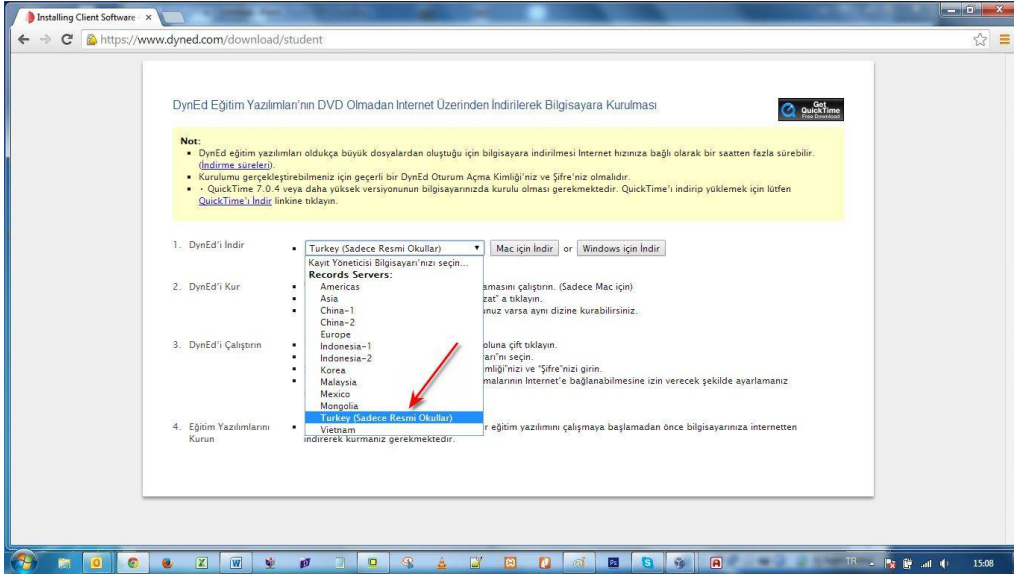 Installing Client Software -
https://www.dyned.com/download/student
DynEd Eğitim Yazılımları'nın DVD Olmadan Internet Üzerinden İndirilerek Bilgisayara Kurulması
Get
QuickTime
Free Download
Not:
DynEd eğitim yazılımları oldukça büyük dosyalardan oluştuğu için bilgisayara indirilmesi Internet hızınıza bağlı olarak bir saatten fazla sürebilir.
(İndirme süreleri).
Kurulumu gerçekleştirebilmeniz için geçerli bir DynEd Oturum Açma Kimliği'niz ve Şifre'niz olmalıdır.
· QuickTime 7.0.4 veya daha yüksek versiyonunun bilgisayarınızda kurulu olması gerekmektedir. QuickTime'ı indirip yüklemek için lütfen
QuickTime'ı İndir linkine tıklayın.
1. DynEd'i İndir
Turkey (Sadece Resmi Okullar)
Mac için İndir or Windows için İndir
Kayıt Yöneticisi Bilgisayarı'nızı seçin...
Records Servers:
Americas
Asia
China-1
China-2
Europe
Indonesia-1
Indonesia-2
Korea
Malaysia
Mexico
Mongolia
Turkey (Sadece Resmi Okullar)
Vietnam
2. DynEd'i Kur
amasını çalıştırın. (Sadece Mac için)
zat" a tıklayın.
unuz varsa aynı dizine kurabilirsiniz.
3. DynEd'i Çalıştırın
oluna çift tıklayın.
arı"nı seçin.
mliği"nizi ve "Şifre"nizi girin.
malarının Internet'e bağlanabilmesine izin verecek şekilde ayarlamanız
4. Eğitim Yazılımlarını
Kurun
r eğitim yazılımını çalışmaya başlamadan önce bilgisayarınıza internetten
indirerek kurmanız gerekmektedir.
TR
15:08